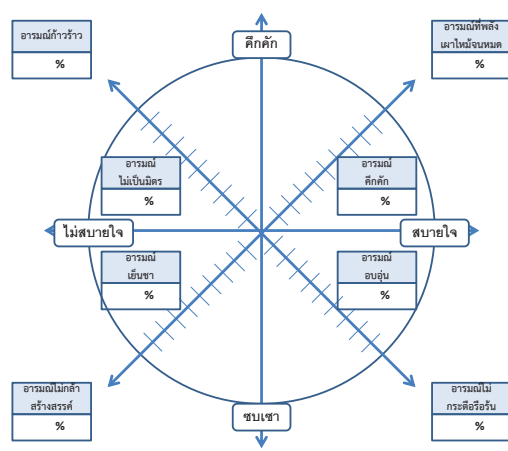 อารมณ์ก้าวร้าว
%
คึกคัก
อารมณ์ที่พลัง
เผาไหม้จนหมด
%
อารมณ์
ไม่เป็นมิตร
%
อารมณ์
คึกคัก
%
ไม่สบายใจ
สบายใจ
อารมณ์
เย็นชา
%
อารมณ์
อบอุ่น
%
อารมณ์ไม่กล้า
สร้างสรรค์
%
ซบเซา
อารมณ์ไม่
กระตือรือร้น
%